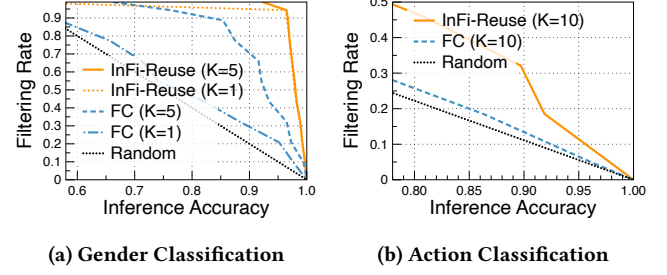 Filtering Rate
0.9
0.8
0.7
0.6
0.5
0.4
0.3
0.2
0.1
0
InFi-Reuse (K=5)
InFi-Reuse (K=1)
FC (K=5)
FC (K=1)
Random
0.6 0.7 0.8 0.9 1.0
Inference Accuracy
(a) Gender Classification
Filtering Rate
0.5
0.4
0.3
0.2
0.1
0
InFi-Reuse (K=10)
FC (K=10)
Random
0.80 0.85 0.90 0.95 1.00
Inference Accuracy
(b) Action Classification